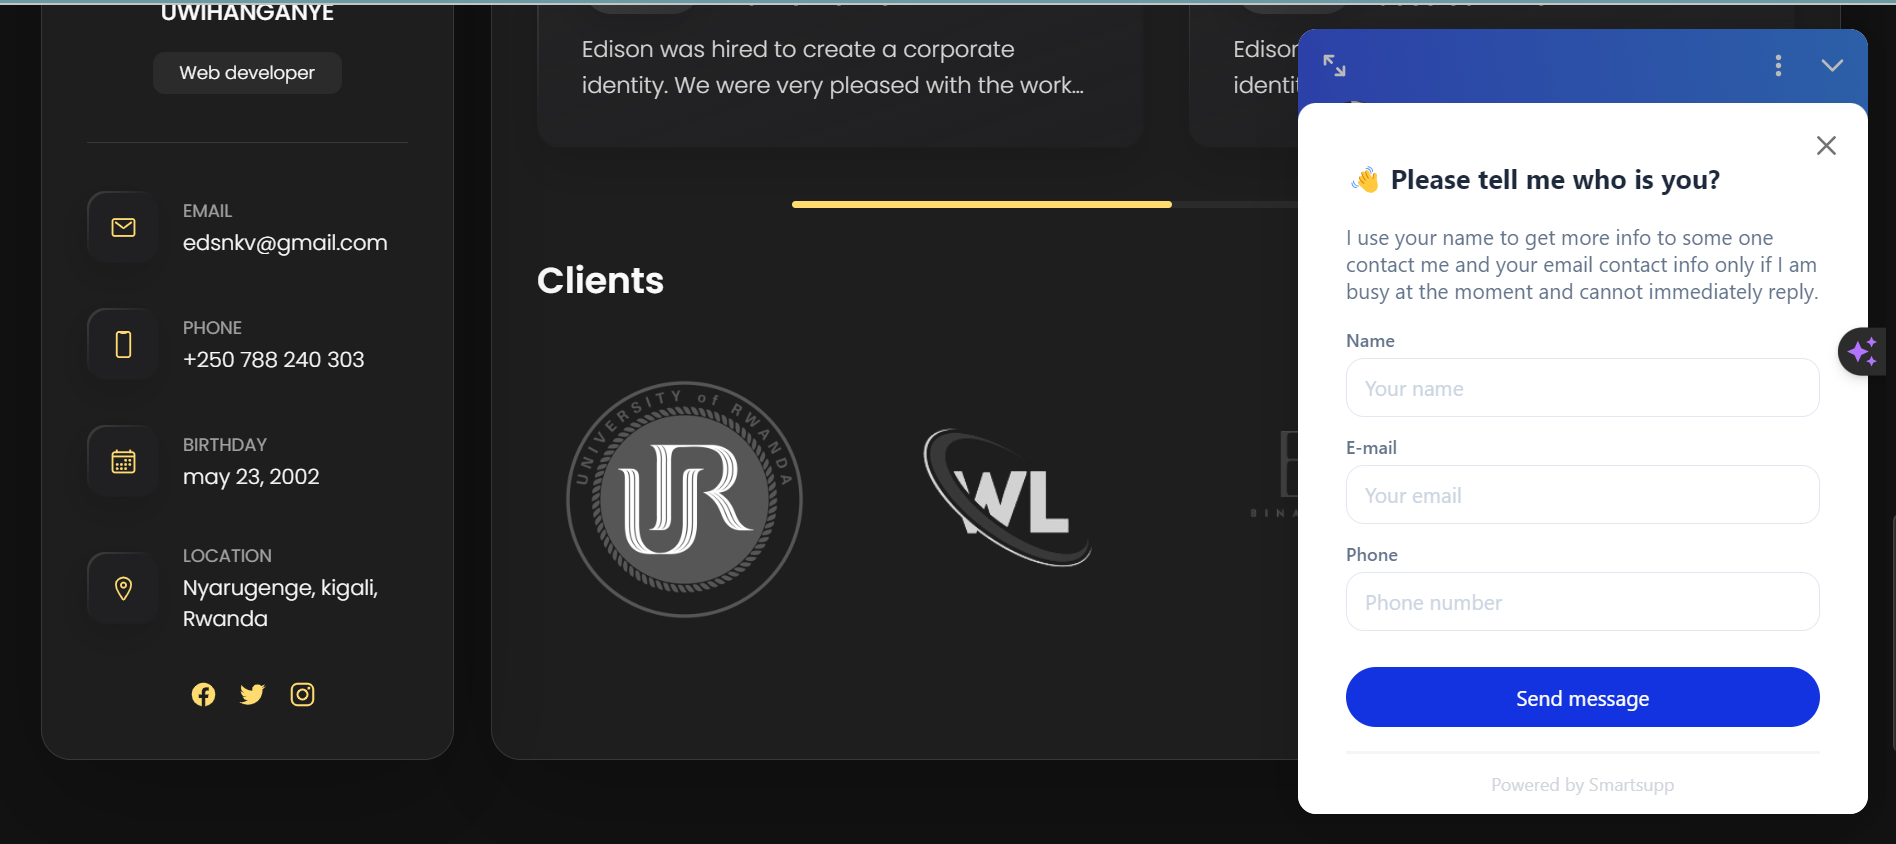 UWIHANGANYE
Web developer
EMAIL
edsnkv@gmail.com
PHONE
+250 788 240 303
BIRTHDAY
may 23, 2002
LOCATION
Nyarugenge, kigali,
Rwanda
Edison was hired to create a corporate
identity. We were very pleased with the work...
Clients
UNIVERSITY of RWANDA
UR
WL
👋 Please tell me who is you?
I use your name to get more info to some one
contact me and your email contact info only if I am
busy at the moment and cannot immediately reply.
Name
Your name
E-mail
Your email
Phone
Phone number
Send message
Powered by Smartsupp